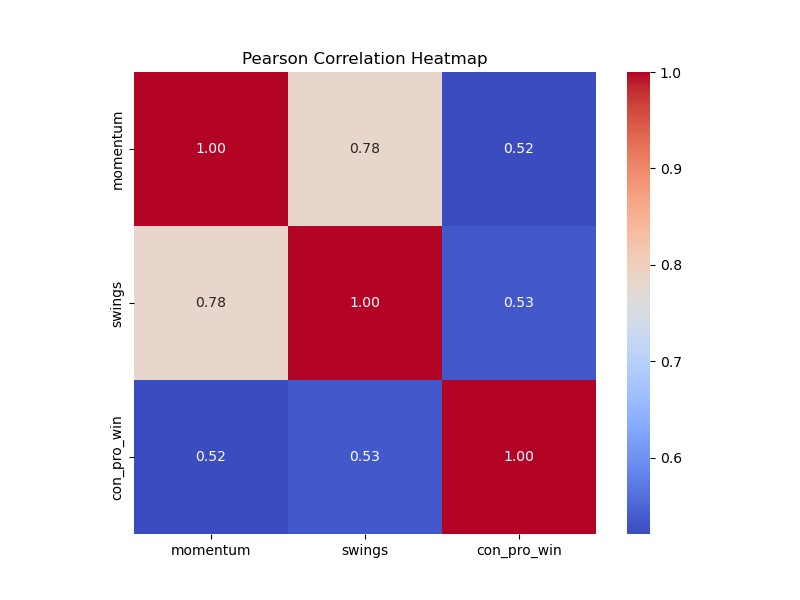 Pearson Correlation Heatmap
momentum
1.00 0.78 0.52
swings
0.78 1.00 0.53
con_pro_win
0.52 0.53 1.00
momentum swings con_pro_win
1.0
0.9
0.8
0.7
0.6